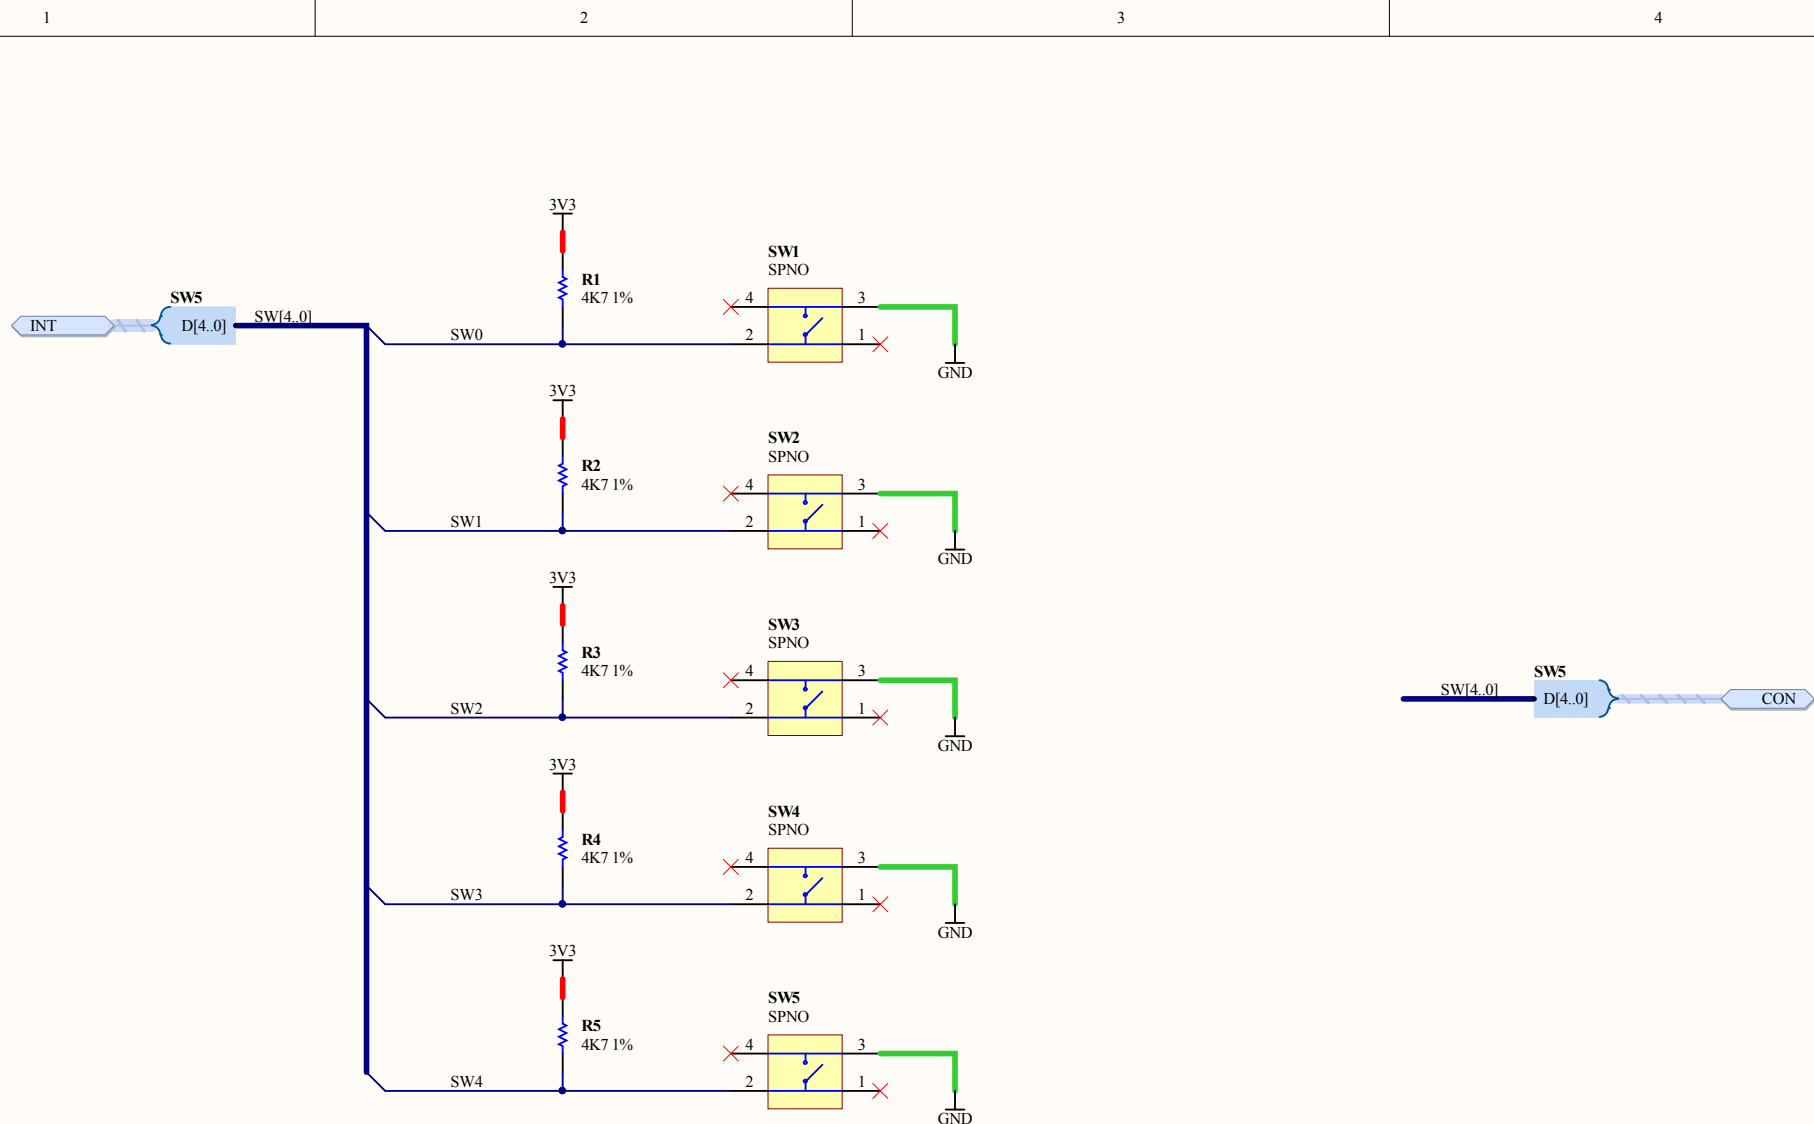 1 2 3 4
3V3
SW1
SPNO
R1
4K7 1%
4 3
SW5
INT D[4..0] SW[4..0]
SW0
2 1
GND
3V3
SW2
SPNO
R2
4K7 1%
4 3
SW1
2 1
GND
3V3
SW3
SPNO
R3
4K7 1%
4 3
SW5
SW[4..0] D[4..0] CON
SW2
2 1
GND
3V3
SW4
SPNO
R4
4K7 1%
4 3
SW3
2 1
GND
3V3
SW5
SPNO
R5
4K7 1%
4 3
SW4
2 1
GND